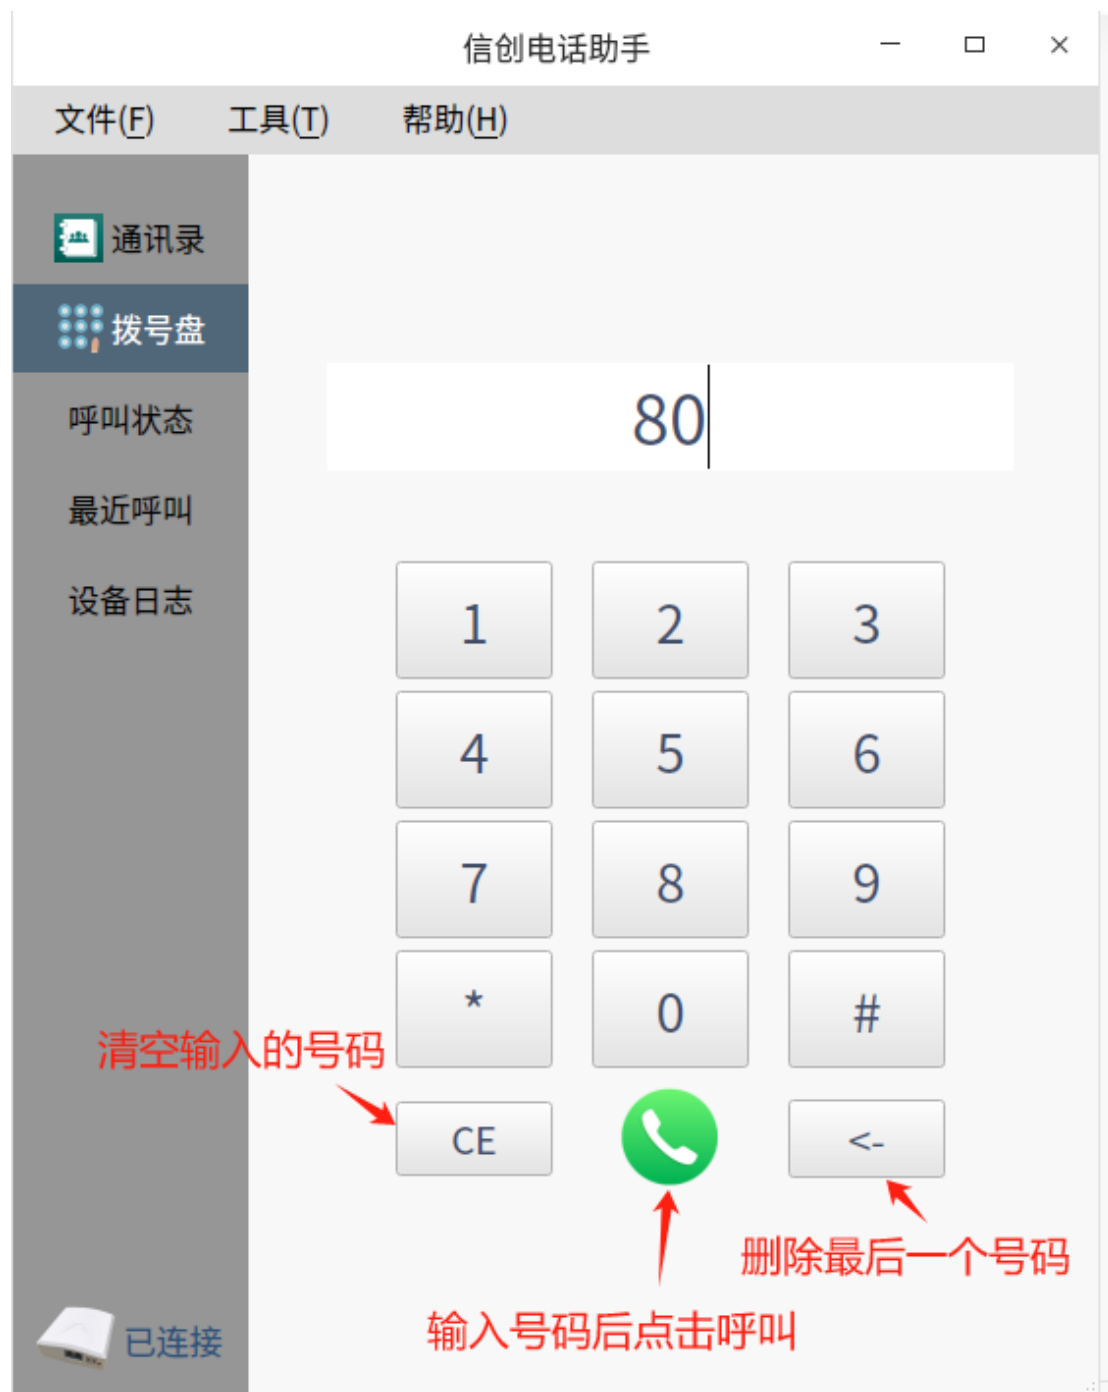 信创电话助手
文件(F) 工具(T) 帮助(H)
通讯录
拨号盘
呼叫状态
最近呼叫
设备日志
80
1 2 3
4 5 6
7 8 9
* 0 #
清空输入的号码
CE <-
删除最后一个号码
输入号码后点击呼叫
已连接